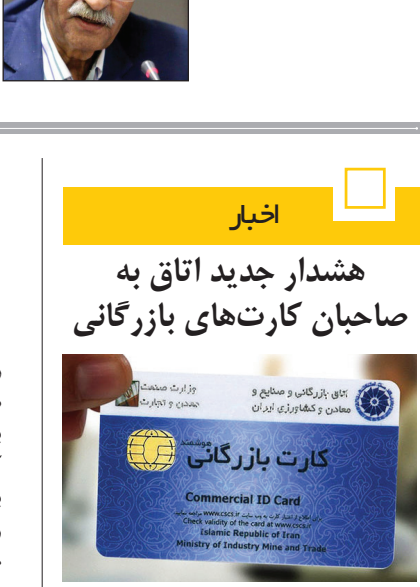 اخبار
هشدار جدید اتاق به
صاحبان کارت‌های بازرگانی
اتاق بازرگانی و صنایع و
معادن و کشاورزی ایران
وزارت صنعت
معدن و تجارت
کارت بازرگانی
هوشمند
Commercial ID Card
Check validity of the card at www.cscs.ir
Islamic Republic of Iran
Ministry of Industry Mine and Trade